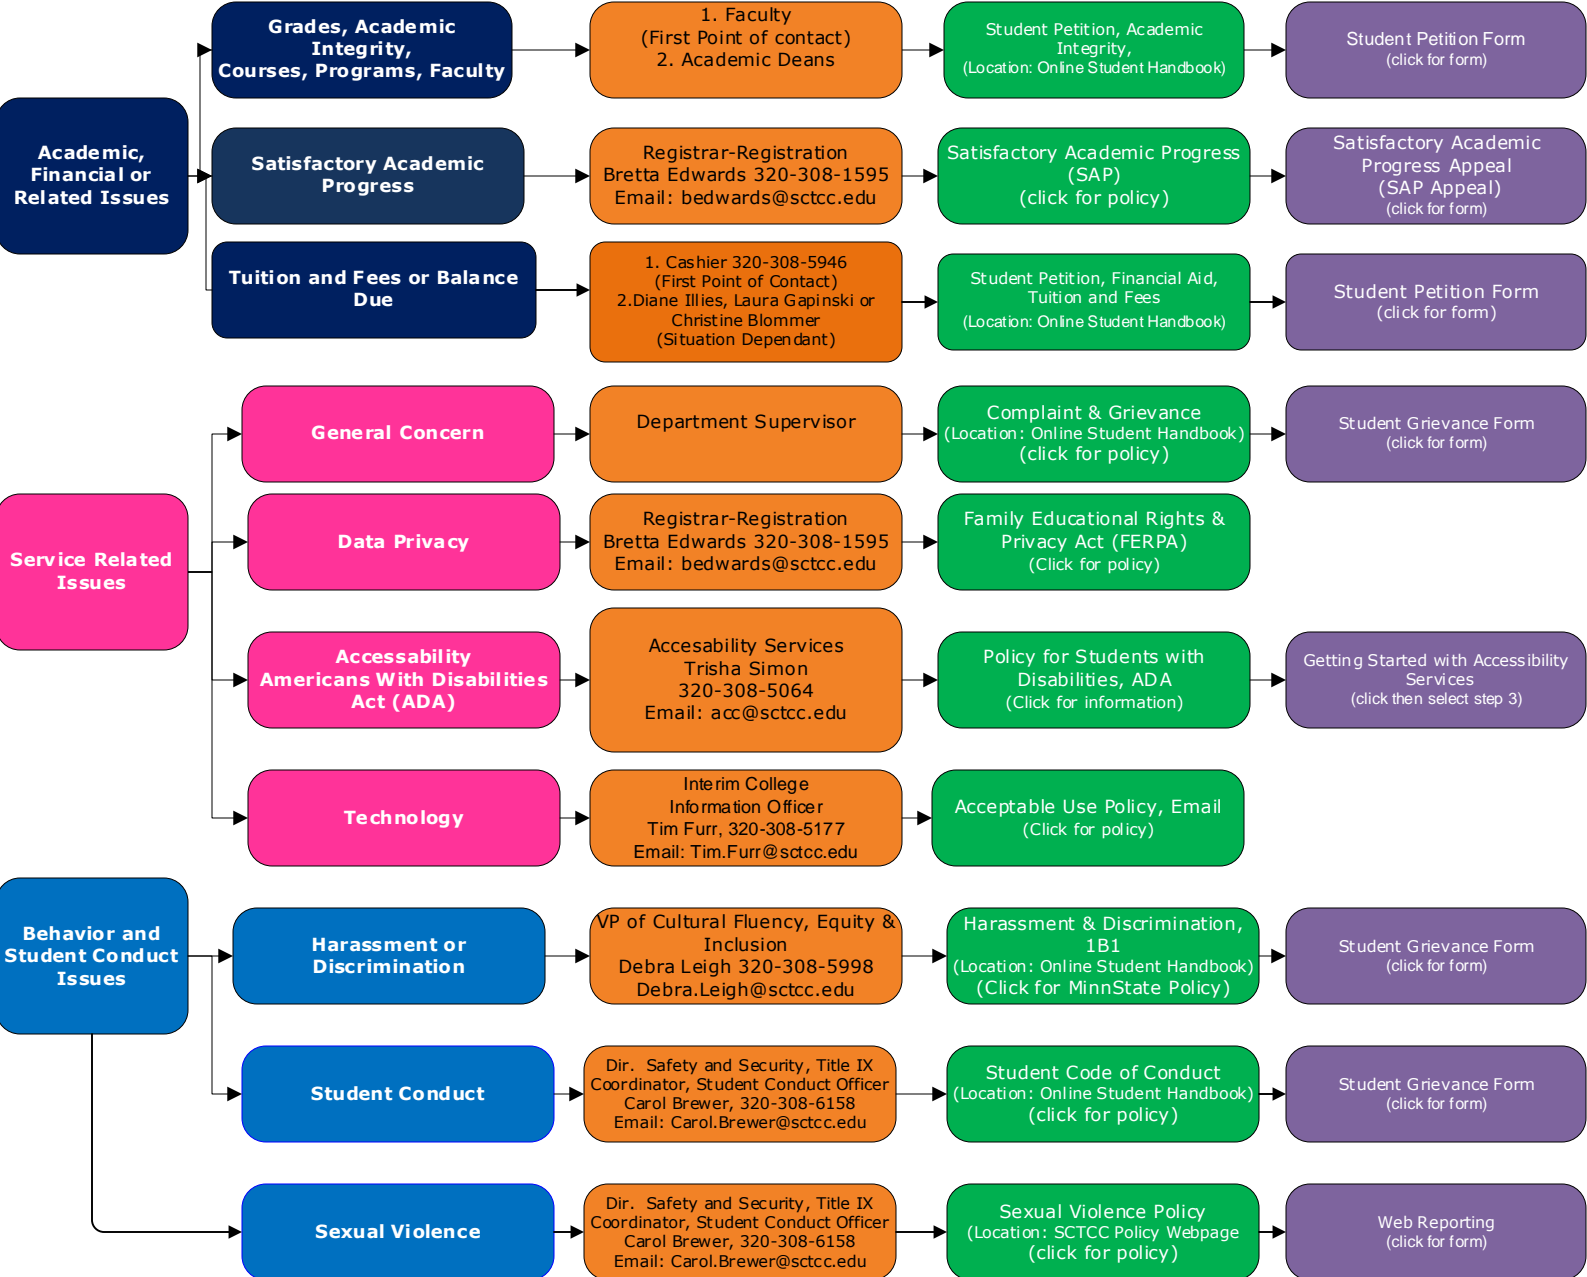 Academic,
Financial or
Related Issues
Grades, Academic
Integrity,
Courses, Programs, Faculty
1. Faculty
(First Point of contact)
2. Academic Deans
Student Petition, Academic
Integrity,
(Location: Online Student Handbook)
Student Petition Form
(click for form)
Satisfactory Academic
Progress
Registrar-Registration
Bretta Edwards 320-308-1595
Email: bedwards@sctcc.edu
Satisfactory Academic Progress
(SAP)
(click for policy)
Satisfactory Academic
Progress Appeal
(SAP Appeal)
(click for form)
Tuition and Fees or Balance
Due
1. Cashier 320-308-5946
(First Point of Contact)
2.Diane Illies, Laura Gapinski or
Christine Blommer
(Situation Dependant)
Student Petition, Financial Aid,
Tuition and Fees
(Location: Online Student Handbook)
Student Petition Form
(click for form)
Service Related
Issues
General Concern
Department Supervisor
Complaint & Grievance
(Location: Online Student Handbook)
(click for policy)
Student Grievance Form
(click for form)
Data Privacy
Registrar-Registration
Bretta Edwards 320-308-1595
Email: bedwards@sctcc.edu
Family Educational Rights &
Privacy Act (FERPA)
(Click for policy)
Accessability
Americans With Disabilities
Act (ADA)
Accesability Services
Trisha Simon
320-308-5064
Email: acc@sctcc.edu
Policy for Students with
Disabilities, ADA
(Click for information)
Getting Started with Accessibility
Services
(click then select step 3)
Technology
Interim College
Information Officer
Tim Furr, 320-308-5177
Email: Tim.Furr@sctcc.edu
Acceptable Use Policy, Email
(Click for policy)
Behavior and
Student Conduct
Issues
Harassment or
Discrimination
VP of Cultural Fluency, Equity &
Inclusion
Debra Leigh 320-308-5998
Debra.Leigh@sctcc.edu
Harassment & Discrimination,
1B1
(Location: Online Student Handbook)
(Click for MinnState Policy)
Student Grievance Form
(click for form)
Student Conduct
Dir.  Safety and Security, Title IX
Coordinator, Student Conduct Officer
Carol Brewer, 320-308-6158
Email: Carol.Brewer@sctcc.edu
Student Code of Conduct
(Location: Online Student Handbook)
(click for policy)
Student Grievance Form
(click for form)
Sexual Violence
Dir.  Safety and Security, Title IX
Coordinator, Student Conduct Officer
Carol Brewer, 320-308-6158
Email: Carol.Brewer@sctcc.edu
Sexual Violence Policy
(Location: SCTCC Policy Webpage
(click for policy)
Web Reporting
(click for form)